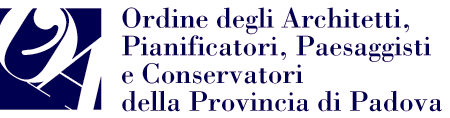 Ordine degli Architetti,
Pianificatori, Paesaggisti
e Conservatori
della Provincia di Padova